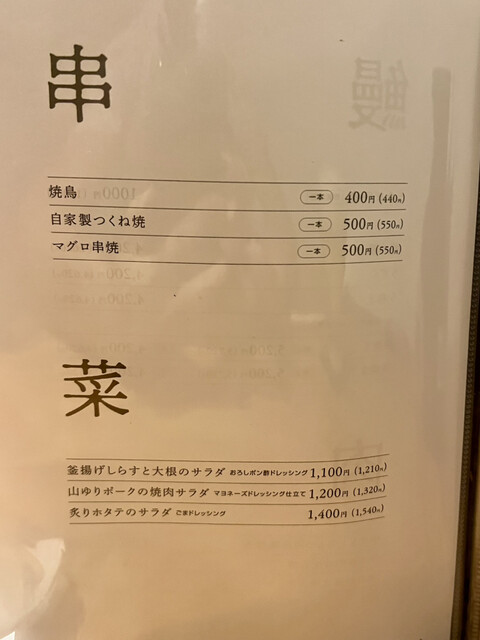 串
焼鳥 一本 400円(440円)
自家製つくね焼 一本 500円(550円)
マグロ串焼 一本 500円(550円)
菜
釜揚げしらすと大根のサラダ おろしポン酢ドレッシング 1,100円(1,210円)
山ゆりポークの焼肉サラダ マヨネーズドレッシング仕立て 1,200円(1,320円)
炙りホタテのサラダ ごまドレッシング 1,400円(1,540円)